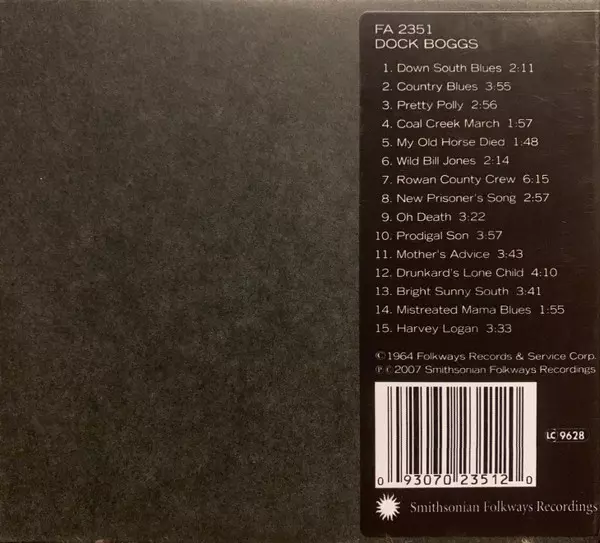 FA 2351
DOCK BOGGS
1. Down South Blues 2:11
2. Country Blues 3:55
3. Pretty Polly 2:56
4. Coal Creek March 1:57
5. My Old Horse Died 1:48
6. Wild Bill Jones 2:14
7. Rowan County Crew 6:15
8. New Prisoner's Song 2:57
9. Oh Death 3:22
10. Prodigal Son 3:57
11. Mother's Advice 3:43
12. Drunkard's Lone Child 4:10
13. Bright Sunny South 3:41
14. Mistreated Mama Blues 1:55
15. Harvey Logan 3:33
©1964 Folkways Records & Service Corp.
℗©2007 Smithsonian Folkways Recordings
LC 9628
0 93070 23512 0
Smithsonian Folkways Recordings